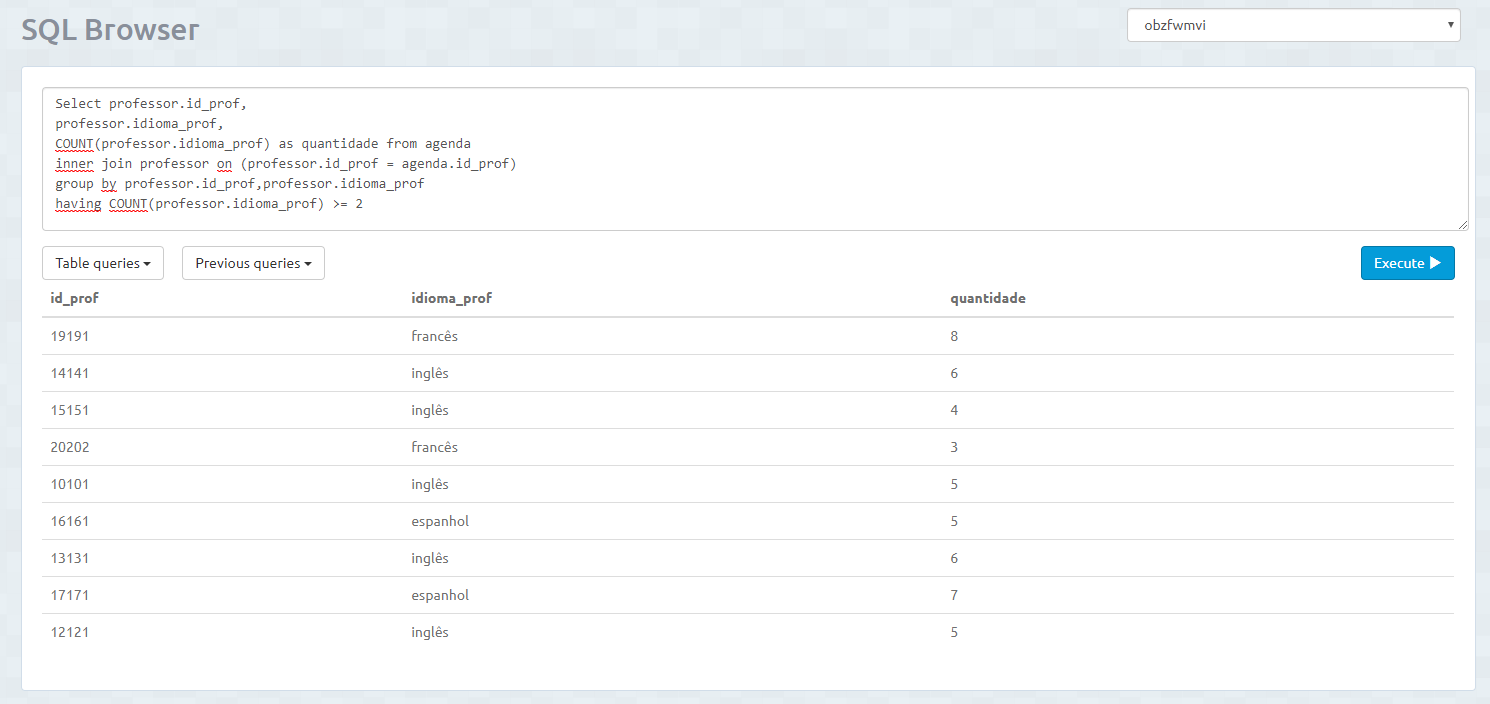 SQL Browser
obzfwmvi
Select professor.id_prof,
professor.idioma_prof,
COUNT(professor.idioma_prof) as quantidade from agenda
inner join professor on (professor.id_prof = agenda.id_prof)
group by professor.id_prof,professor.idioma_prof
having COUNT(professor.idioma_prof) >= 2
Table queries Previous queries Execute
id_prof idioma_prof quantidade
19191 francês 8
14141 inglês 6
15151 inglês 4
20202 francês 3
10101 inglês 5
16161 espanhol 5
13131 inglês 6
17171 espanhol 7
12121 inglês 5